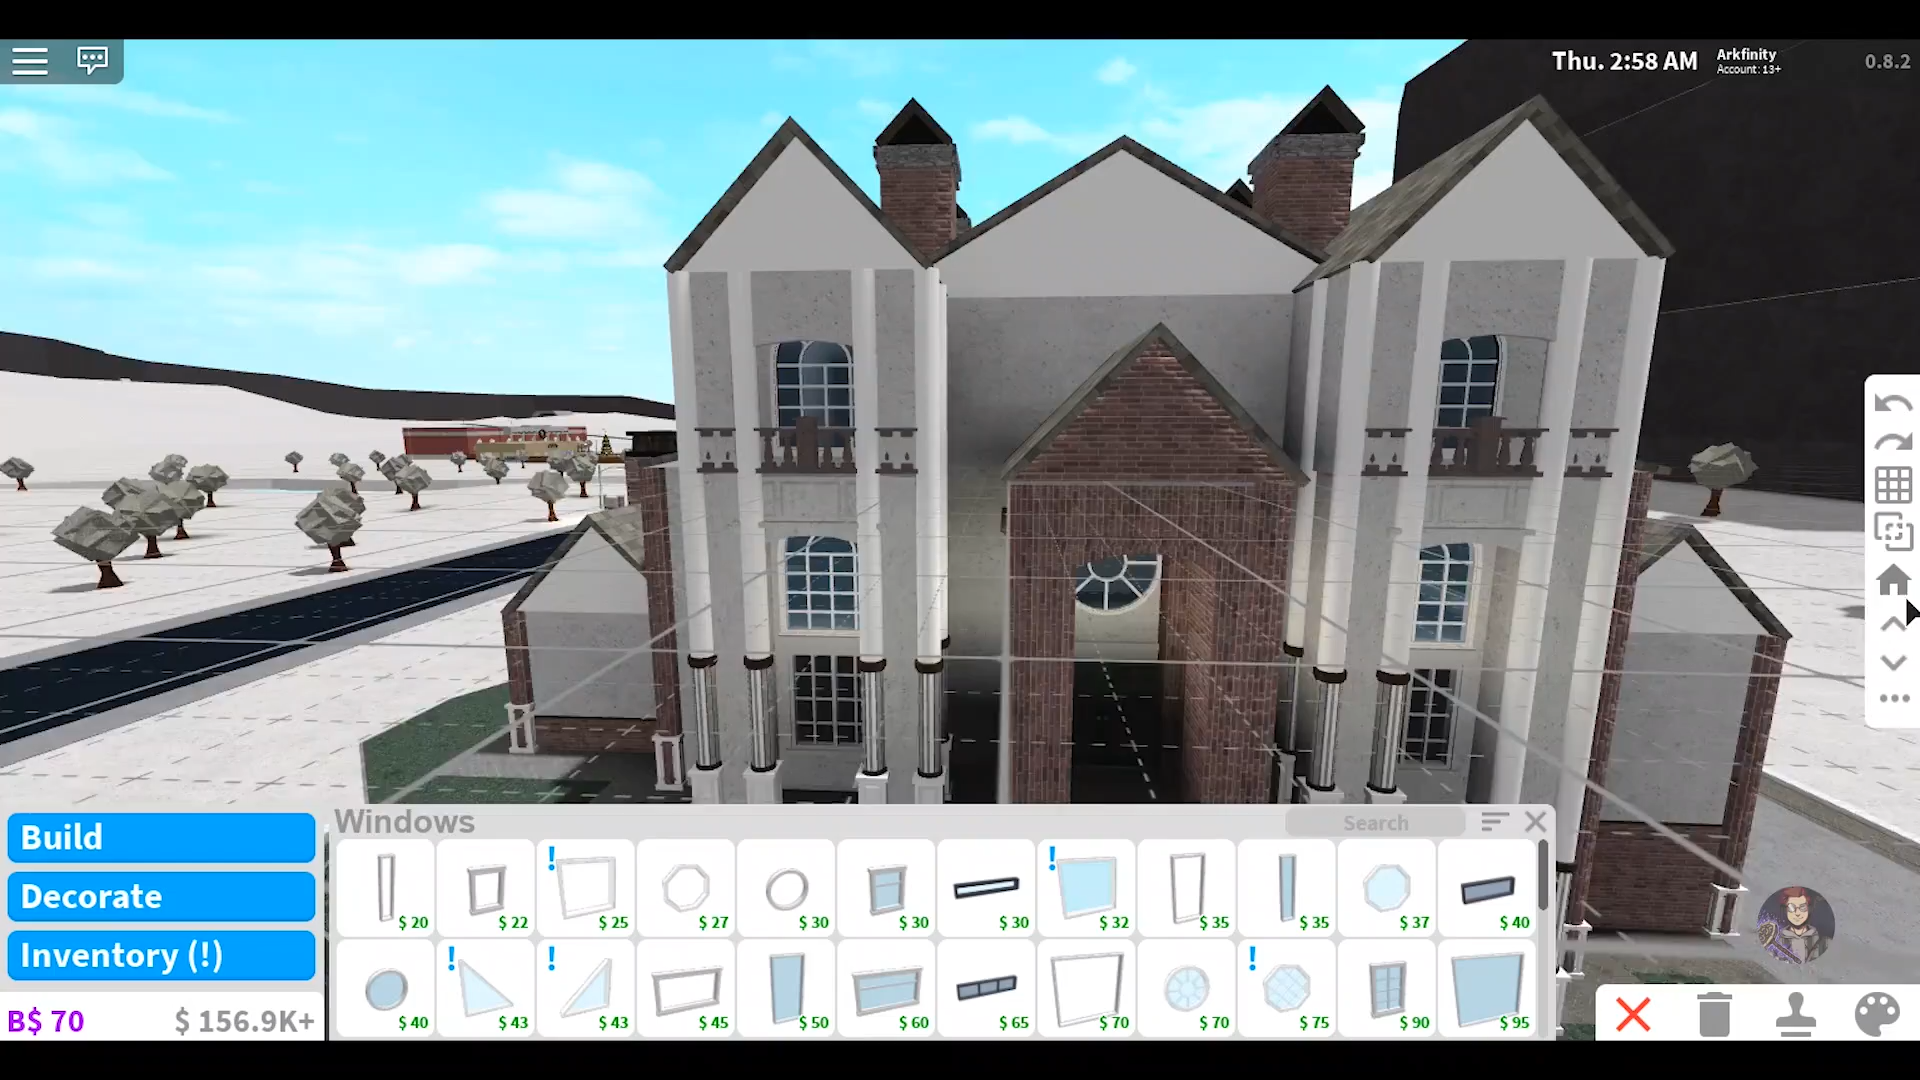 Thu. 2:58 AM
Arkfinity
Account: 13+
0.8.2
Build
Decorate
Inventory (!)
B$ 70
$ 156.9K+
Windows
Search
$ 20
$ 22
! $ 25
$ 27
$ 30
$ 30
$ 30
! $ 32
$ 35
$ 35
$ 37
$ 40
$ 40
! $ 43
! $ 43
$ 45
$ 50
$ 60
$ 65
$ 70
$ 70
! $ 75
$ 90
$ 95